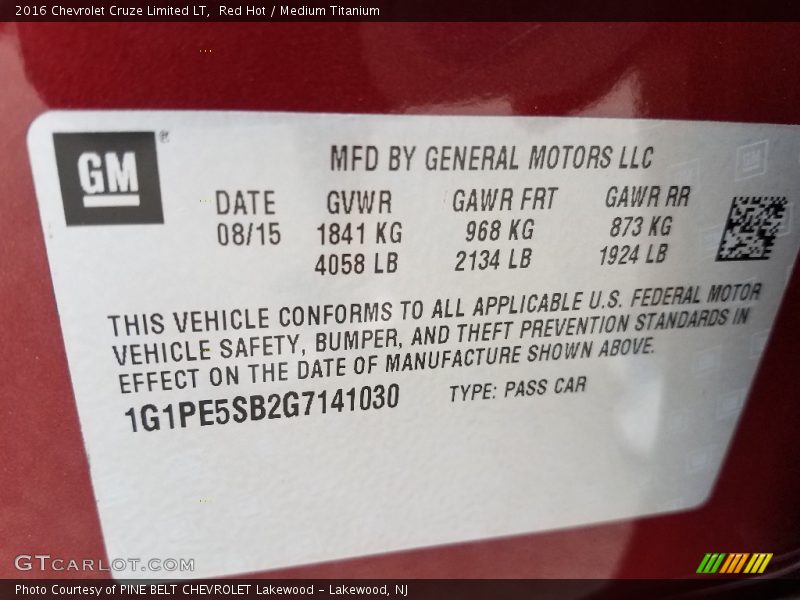 2016 Chevrolet Cruze Limited LT, Red Hot / Medium Titanium
GM®
MFD BY GENERAL MOTORS LLC
DATE GVWR GAWR FRT GAWR RR
08/15 1841 KG 968 KG 873 KG
4058 LB 2134 LB 1924 LB
THIS VEHICLE CONFORMS TO ALL APPLICABLE U.S. FEDERAL MOTOR
VEHICLE SAFETY, BUMPER, AND THEFT PREVENTION STANDARDS IN
EFFECT ON THE DATE OF MANUFACTURE SHOWN ABOVE.
1G1PE5SB2G7141030 TYPE: PASS CAR
GTCARLOT.COM
Photo Courtesy of PINE BELT CHEVROLET Lakewood - Lakewood, NJ